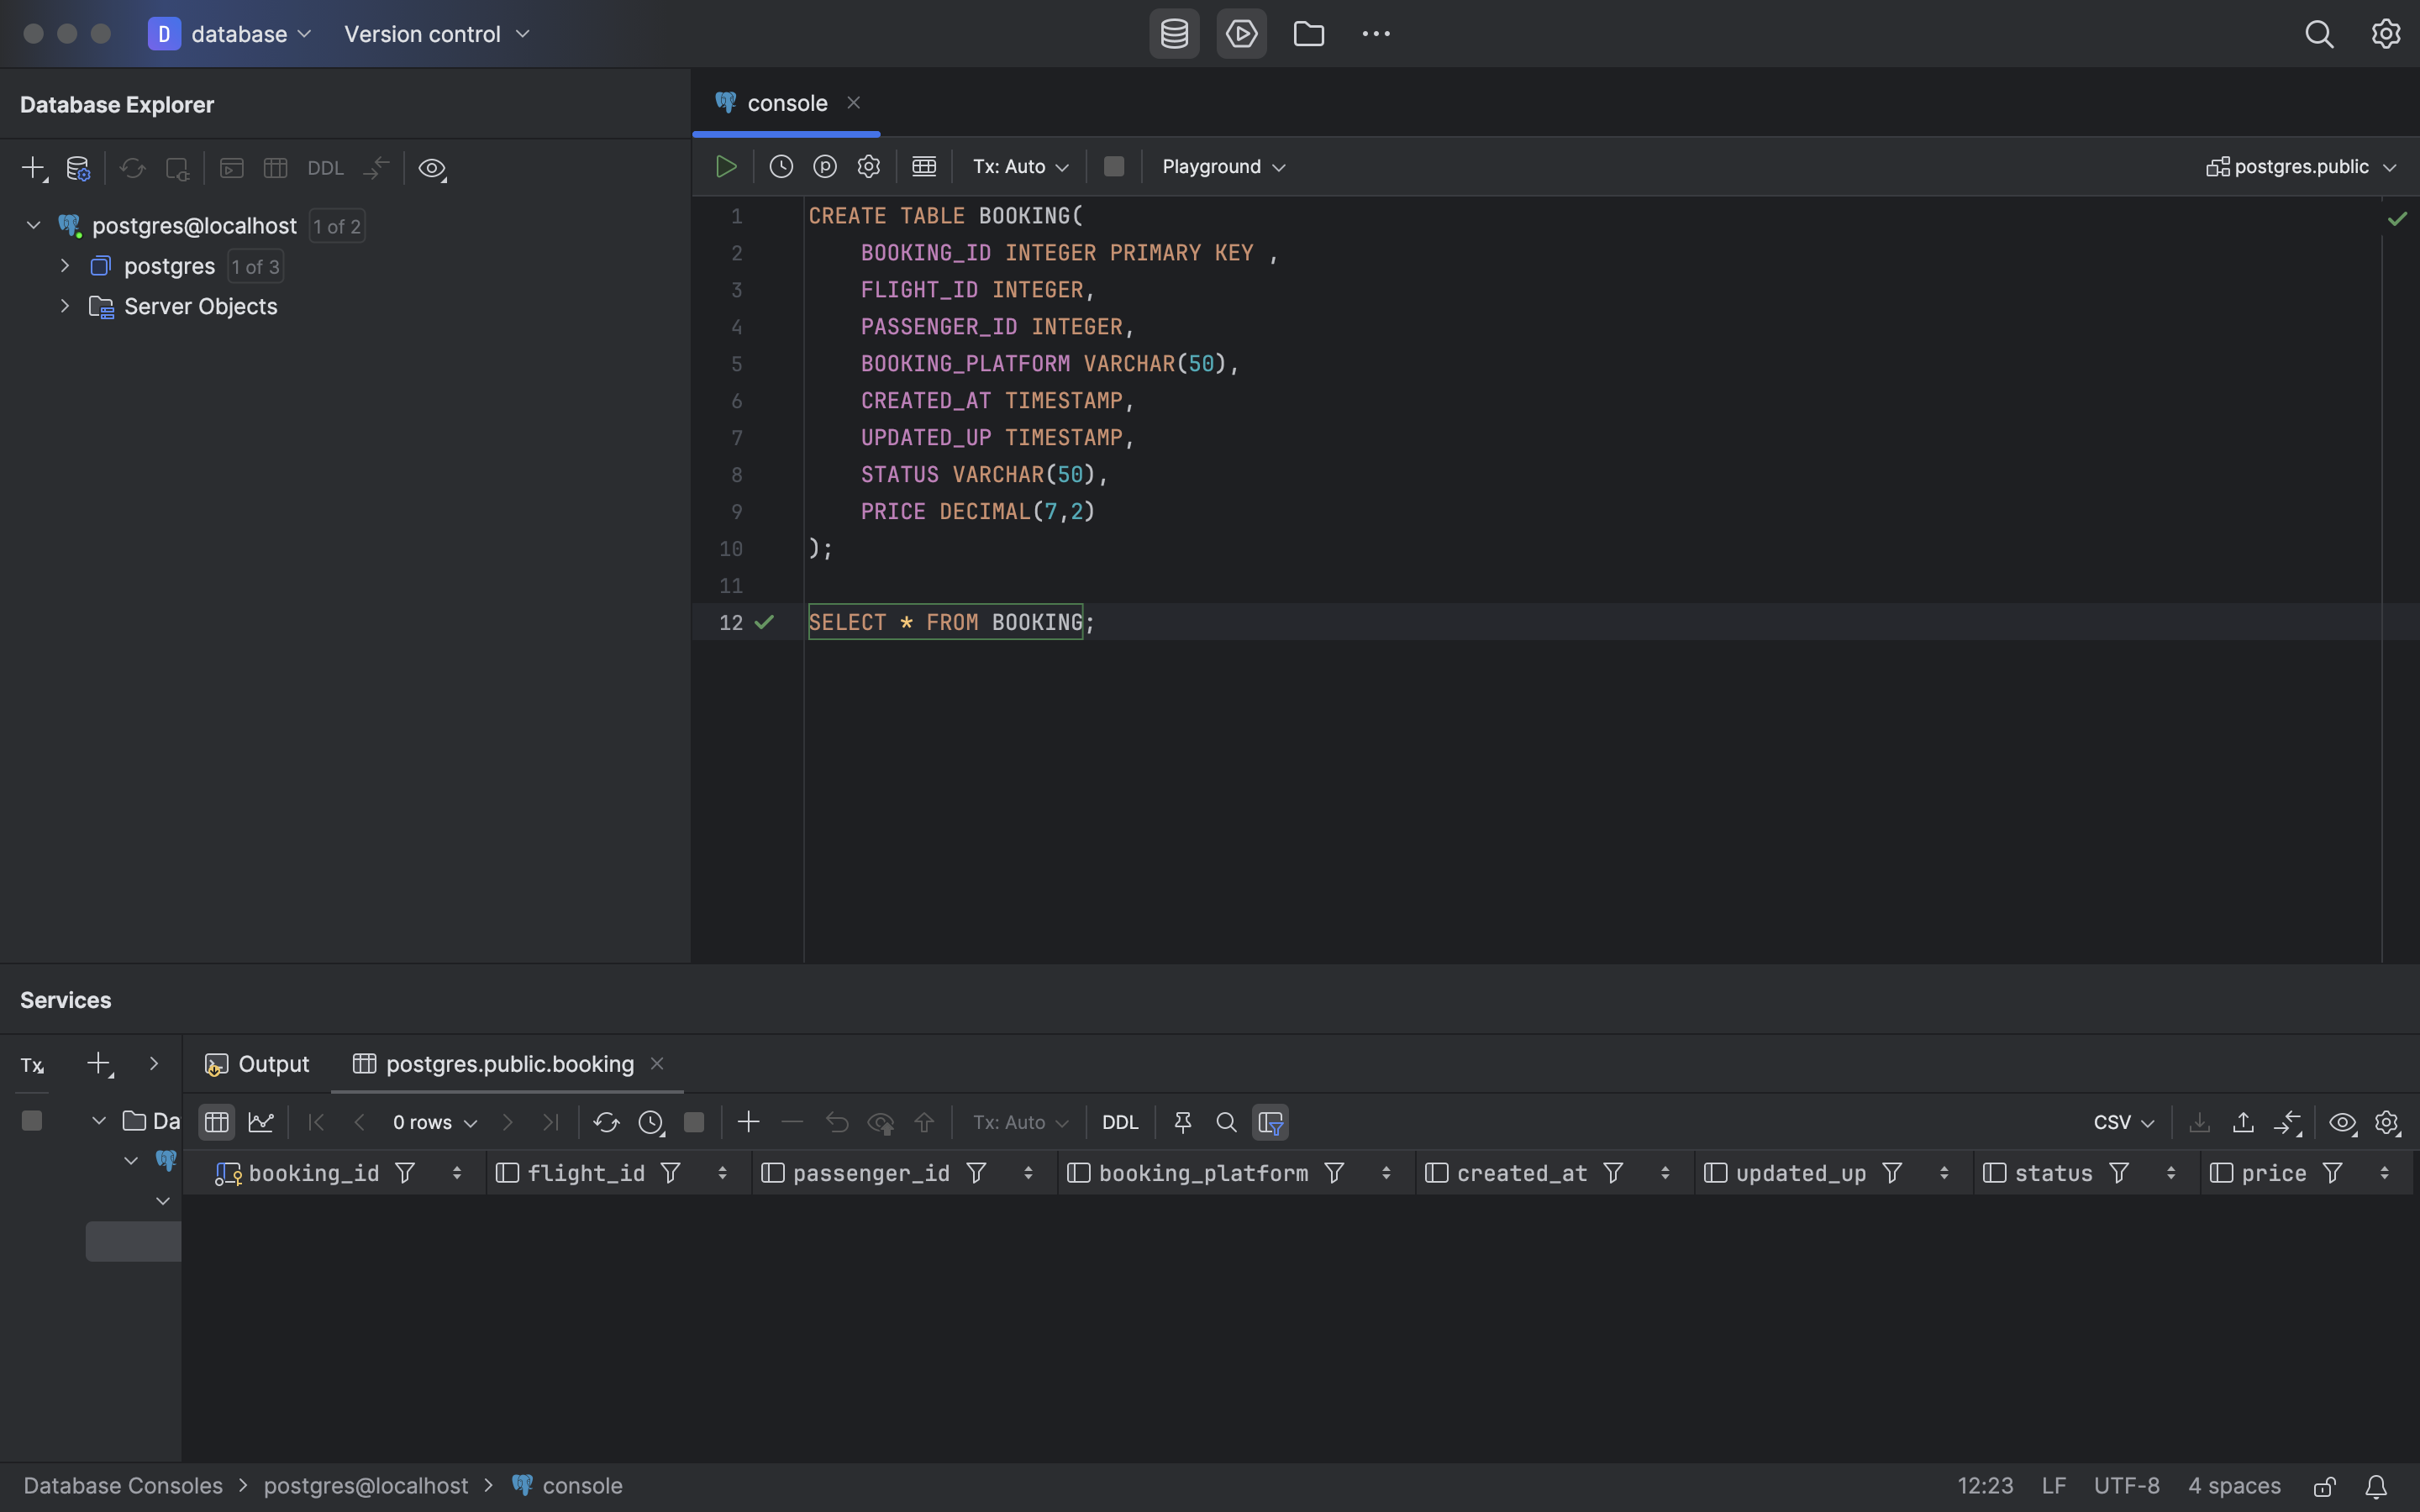 D database Version control
Database Explorer
DDL
postgres@localhost 1 of 2
postgres 1 of 3
Server Objects
console
Tx: Auto Playground postgres.public
1 CREATE TABLE BOOKING(
2 BOOKING_ID INTEGER PRIMARY KEY ,
3 FLIGHT_ID INTEGER,
4 PASSENGER_ID INTEGER,
5 BOOKING_PLATFORM VARCHAR(50),
6 CREATED_AT TIMESTAMP,
7 UPDATED_UP TIMESTAMP,
8 STATUS VARCHAR(50),
9 PRICE DECIMAL(7,2)
10 );
11
12 SELECT * FROM BOOKING;
Services
Tx Output postgres.public.booking
Da 0 rows Tx: Auto DDL CSV
booking_id flight_id passenger_id booking_platform created_at updated_up status price
Database Consoles > postgres@localhost > console 12:23 LF UTF-8 4 spaces